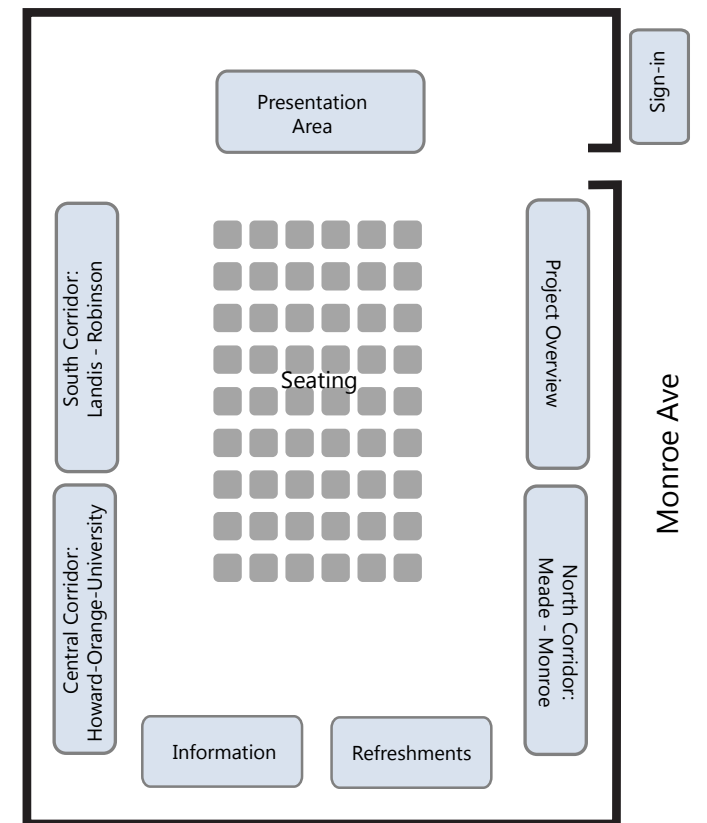 Presentation
Area
Sign-in
South Corridor:
Landis - Robinson
Seating
Project Overview
Monroe Ave
Central Corridor:
Howard-Orange-University
North Corridor:
Meade - Monroe
Information
Refreshments